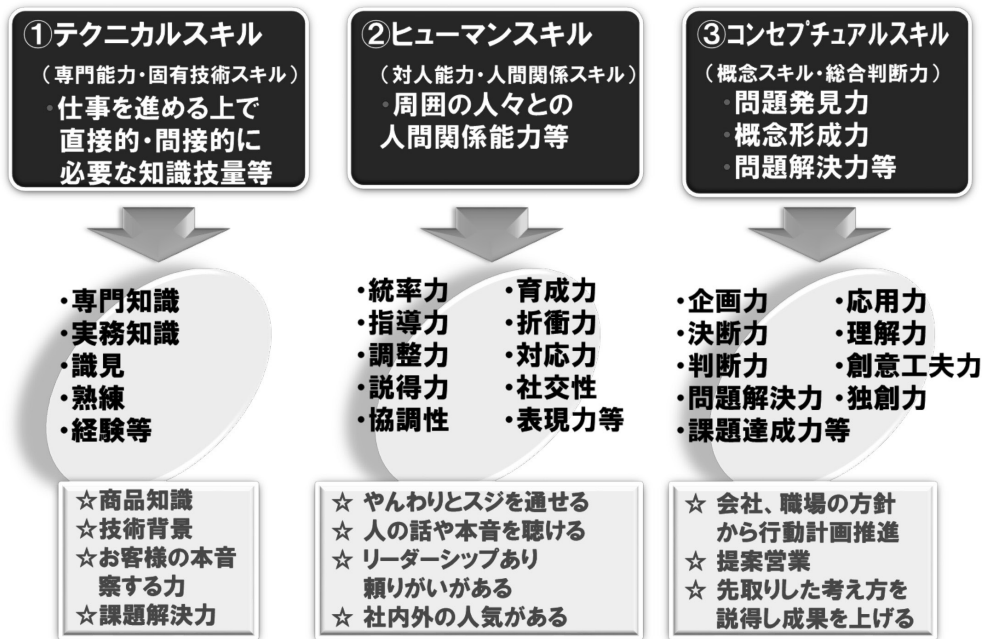 ①テクニカルスキル
（専門能力・固有技術スキル）
・仕事を進める上で
直接的・間接的に
必要な知識技量等
②ヒューマンスキル
（対人能力・人間関係スキル）
・周囲の人々との
人間関係能力等
③コンセプチュアルスキル
（概念スキル・総合判断力）
・問題発見力
・概念形成力
・問題解決力等
・専門知識
・実務知識
・識見
・熟練
・経験等
・統率力 ・育成力
・指導力 ・折衝力
・調整力 ・対応力
・説得力 ・社交性
・協調性 ・表現力等
・企画力 ・応用力
・決断力 ・理解力
・判断力 ・創意工夫力
・問題解決力 ・独創力
・課題達成力等
☆商品知識
☆技術背景
☆お客様の本音
察する力
☆課題解決力
☆ やんわりとスジを通せる
☆ 人の話や本音を聴ける
☆ リーダーシップあり
頼りがいがある
☆ 社内外の人気がある
☆ 会社、職場の方針
から行動計画推進
☆ 提案営業
☆ 先取りした考え方を
説得し成果を上げる